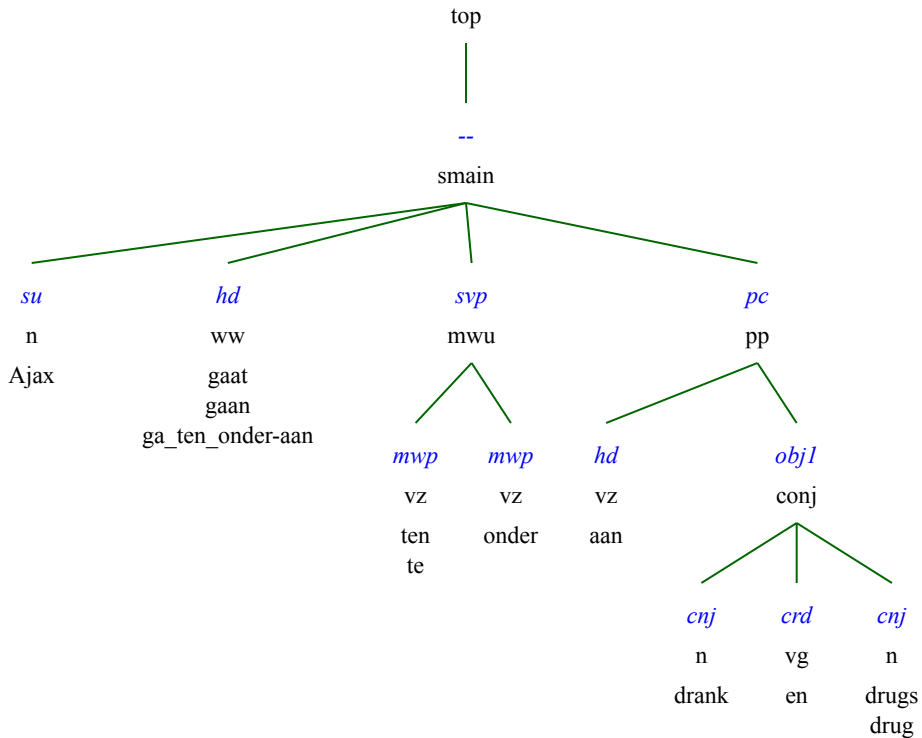 top
--
smain
su hd svp pc
n ww mwu pp
Ajax gaat
gaan
ga_ten_onder-aan
mwp mwp hd obj1
vz vz vz conj
ten onder aan
te
cnj crd cnj
n vg n
drank en drugs
drug